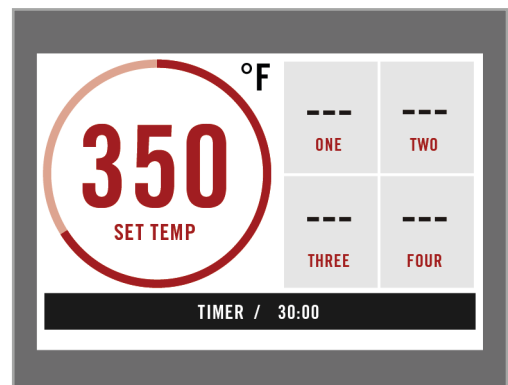 350
°F
SET TEMP
---
ONE
---
TWO
---
THREE
---
FOUR
TIMER / 30:00